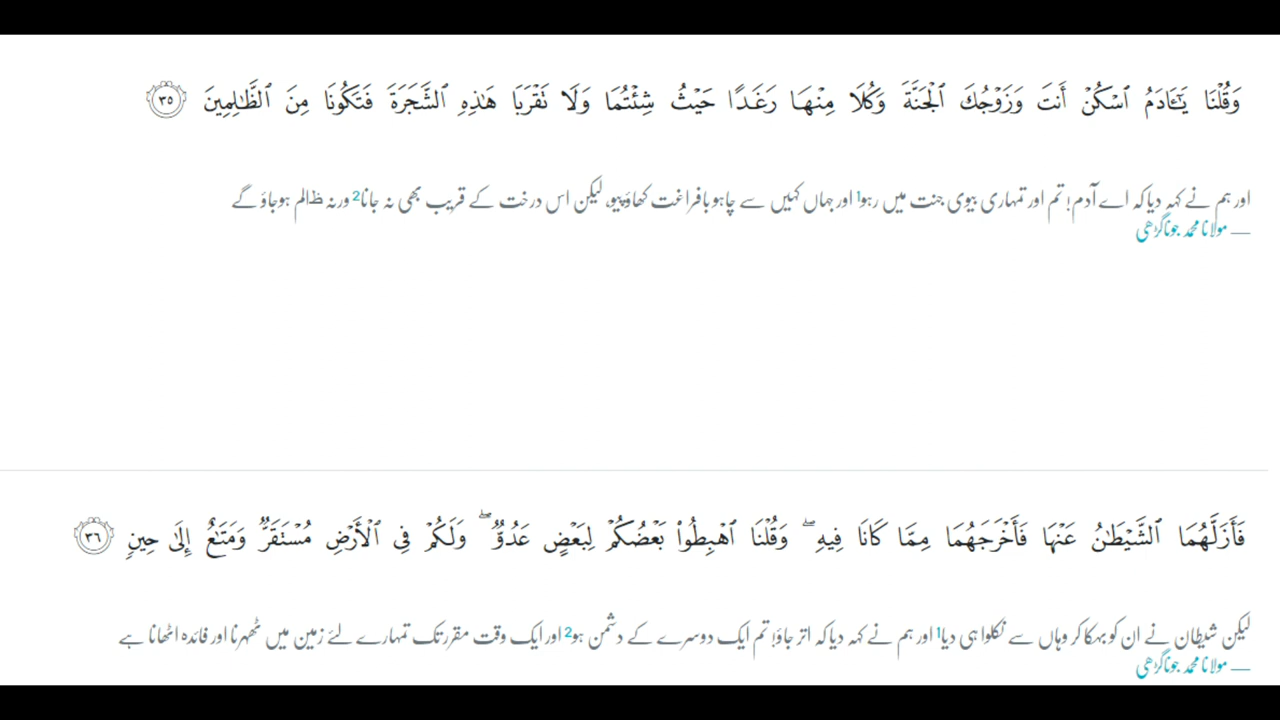 وَقُلْنَا يَـٰٓـَٔادَمُ ٱسْكُنْ أَنتَ وَزَوْجُكَ ٱلْجَنَّةَ وَكُلَا مِنْهَا رَغَدًا حَيْثُ شِئْتُمَا وَلَا تَقْرَبَا هَـٰذِهِ ٱلشَّجَرَةَ فَتَكُونَا مِنَ ٱلظَّـٰلِمِينَ ٣٥
اور ہم نے کہہ دیا کہ اے آدم! تم اور تمہاری بیوی جنت میں رہو1 اور جہاں کہیں سے چاہو بافراغت کھاؤ پیو، لیکن اس درخت کے قریب بھی نہ جانا2 ورنہ ﻇالم ہوجاؤ گے
— مولانا محمد جوناگڑھی
فَأَزَلَّهُمَا ٱلشَّيْطَـٰنُ عَنْهَا فَأَخْرَجَهُمَا مِمَّا كَانَا فِيهِ ۖ وَقُلْنَا ٱهْبِطُوا۟ بَعْضُكُمْ لِبَعْضٍ عَدُوٌّۭ ۖ وَلَكُمْ فِى ٱلْأَرْضِ مُسْتَقَرٌّۭ وَمَتَـٰعٌ إِلَىٰ حِينٍۢ ٣٦
لیکن شیطان نے ان کو بہکا کر وہاں سے نکلوا ہی دیا1 اور ہم نے کہہ دیا کہ اتر جاؤ! تم ایک دوسرے کے دشمن ہو2 اور ایک وقت مقرر تک تمہارے لئے زمین میں ٹھہرنا اور فائده اٹھانا ہے
— مولانا محمد جوناگڑھی